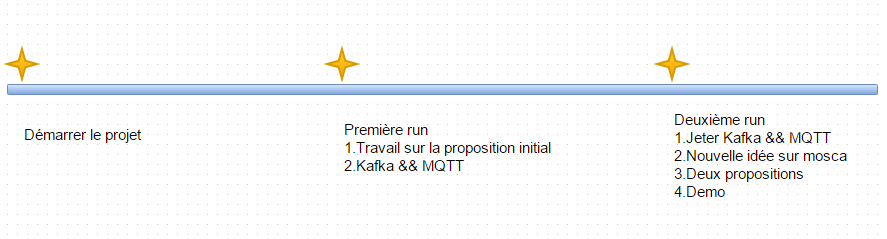 Démarrer le projet
Première run
1.Travail sur la proposition initial
2.Kafka && MQTT
Deuxième run
1.Jeter Kafka && MQTT
2.Nouvelle idée sur mosca
3.Deux propositions
4.Demo